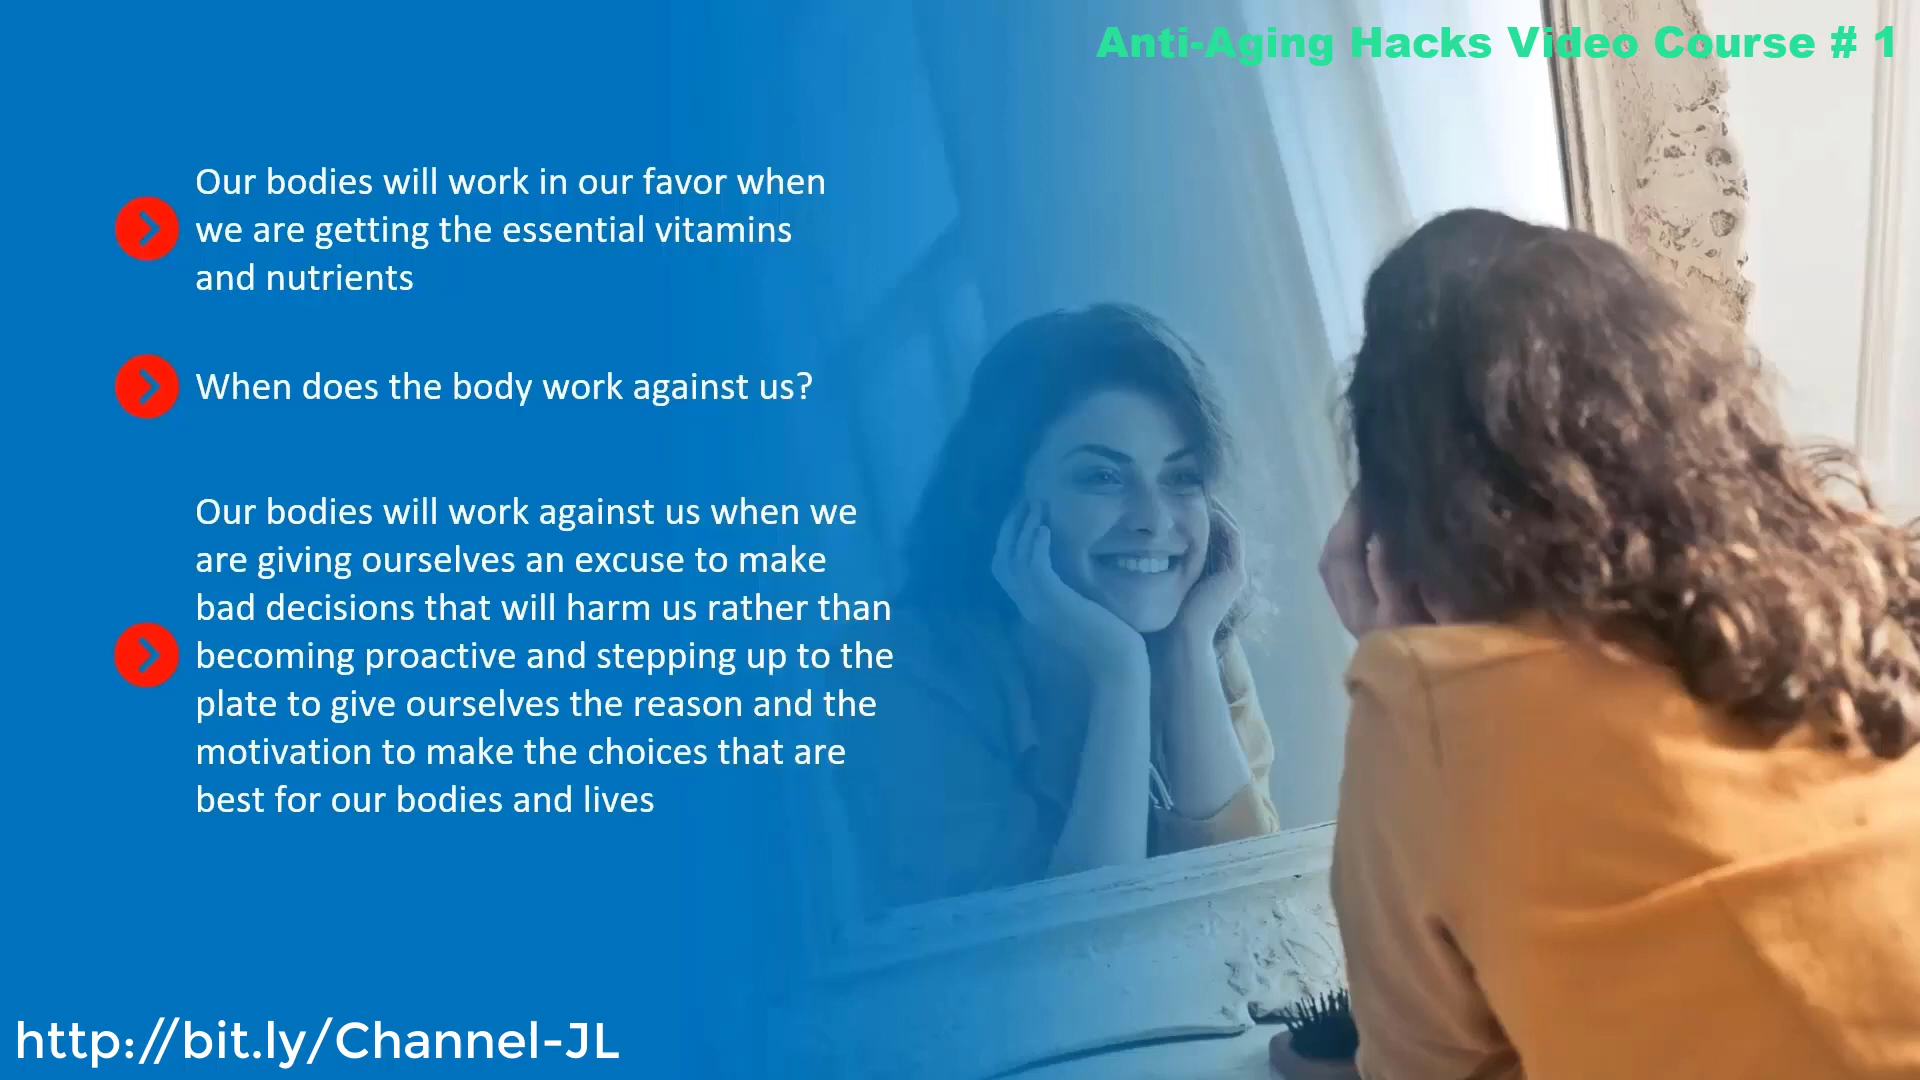 Anti-Aging Hacks Video Course # 1
Our bodies will work in our favor when
we are getting the essential vitamins
and nutrients
When does the body work against us?
Our bodies will work against us when we
are giving ourselves an excuse to make
bad decisions that will harm us rather than
becoming proactive and stepping up to the
plate to give ourselves the reason and the
motivation to make the choices that are
best for our bodies and lives
http://bit.ly/Channel-JL